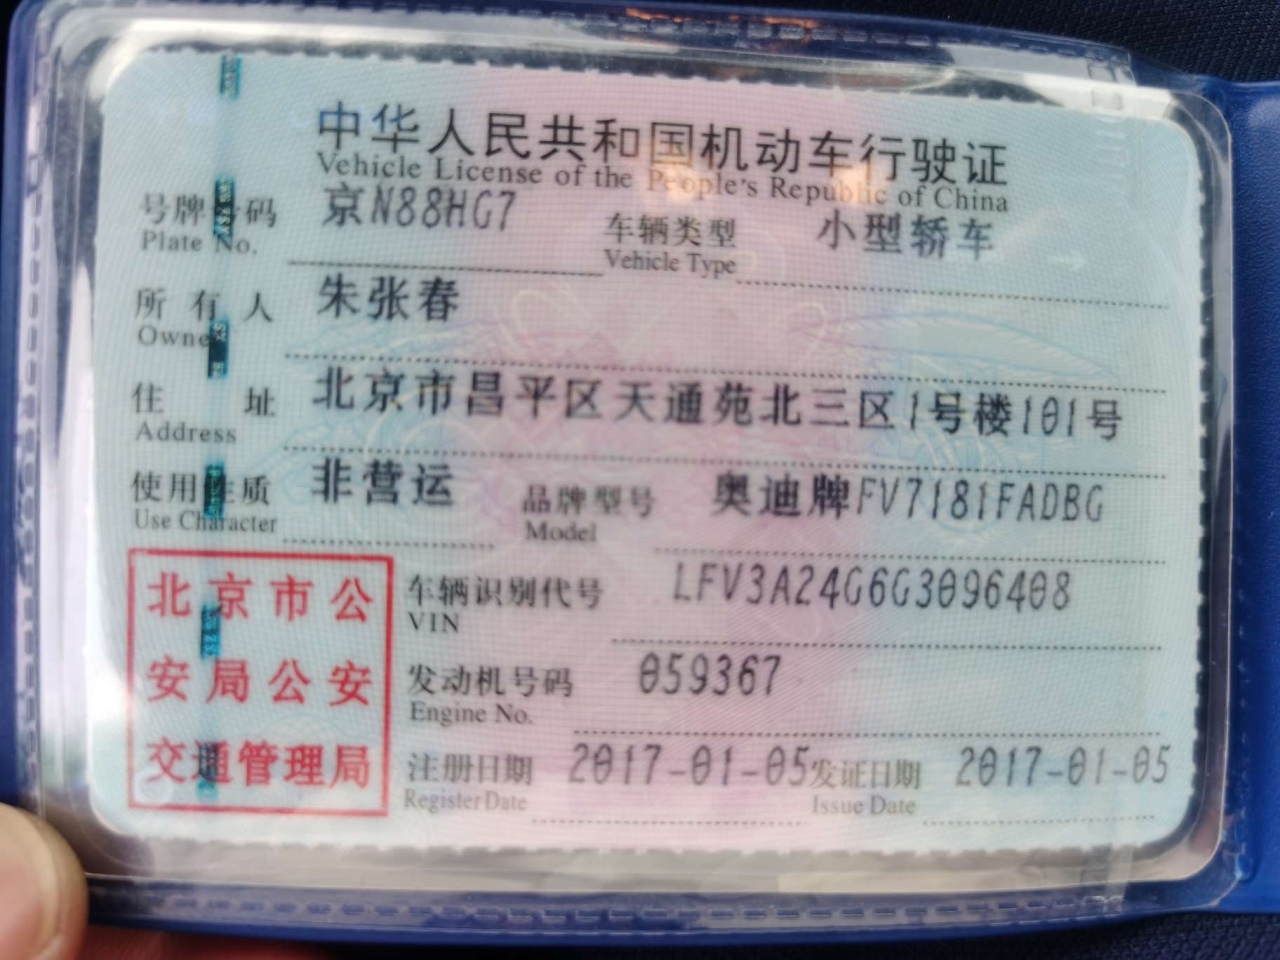 中华人民共和国机动车行驶证
Vehicle License of the People's Republic of China
号牌号码 京N88HG7 车辆类型 小型轿车
Plate No. Vehicle Type
所有人 朱张春
Owner
住址 北京市昌平区天通苑北三区1号楼101号
Address
使用性质 非营运 品牌型号 奥迪牌FV7181FADBG
Use Character Model
车辆识别代号 LFV3A24G6G3096408
VIN
发动机号码 059367
Engine No.
注册日期 2017-01-05 发证日期 2017-01-05
Register Date Issue Date
北京市公
安局公安
交通管理局